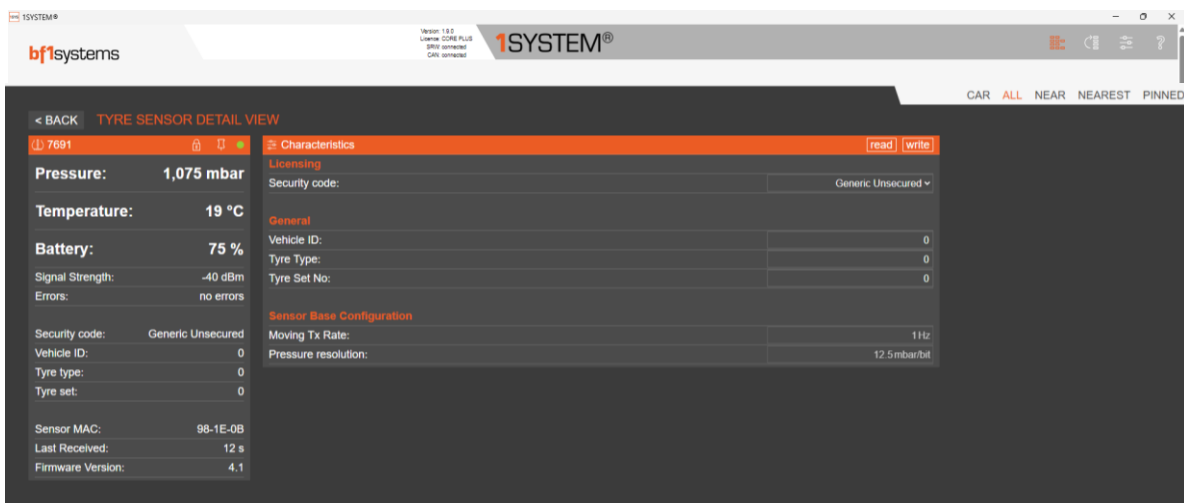 1SYSTEM®
bf1systems
Version: 1.9.0
License: CORE PLUS
SRW: connected
CAN: connected
1SYSTEM®
CAR ALL NEAR NEAREST PINNED
< BACK TYRE SENSOR DETAIL VIEW
7691
Pressure: 1,075 mbar
Temperature: 19 °C
Battery: 75 %
Signal Strength: -40 dBm
Errors: no errors
Security code: Generic Unsecured
Vehicle ID: 0
Tyre type: 0
Tyre set: 0
Sensor MAC: 98-1E-0B
Last Received: 12 s
Firmware Version: 4.1
Characteristics read write
Licensing
Security code: Generic Unsecured
General
Vehicle ID: 0
Tyre Type: 0
Tyre Set No: 0
Sensor Base Configuration
Moving Tx Rate: 1 Hz
Pressure resolution: 12.5 mbar/bit